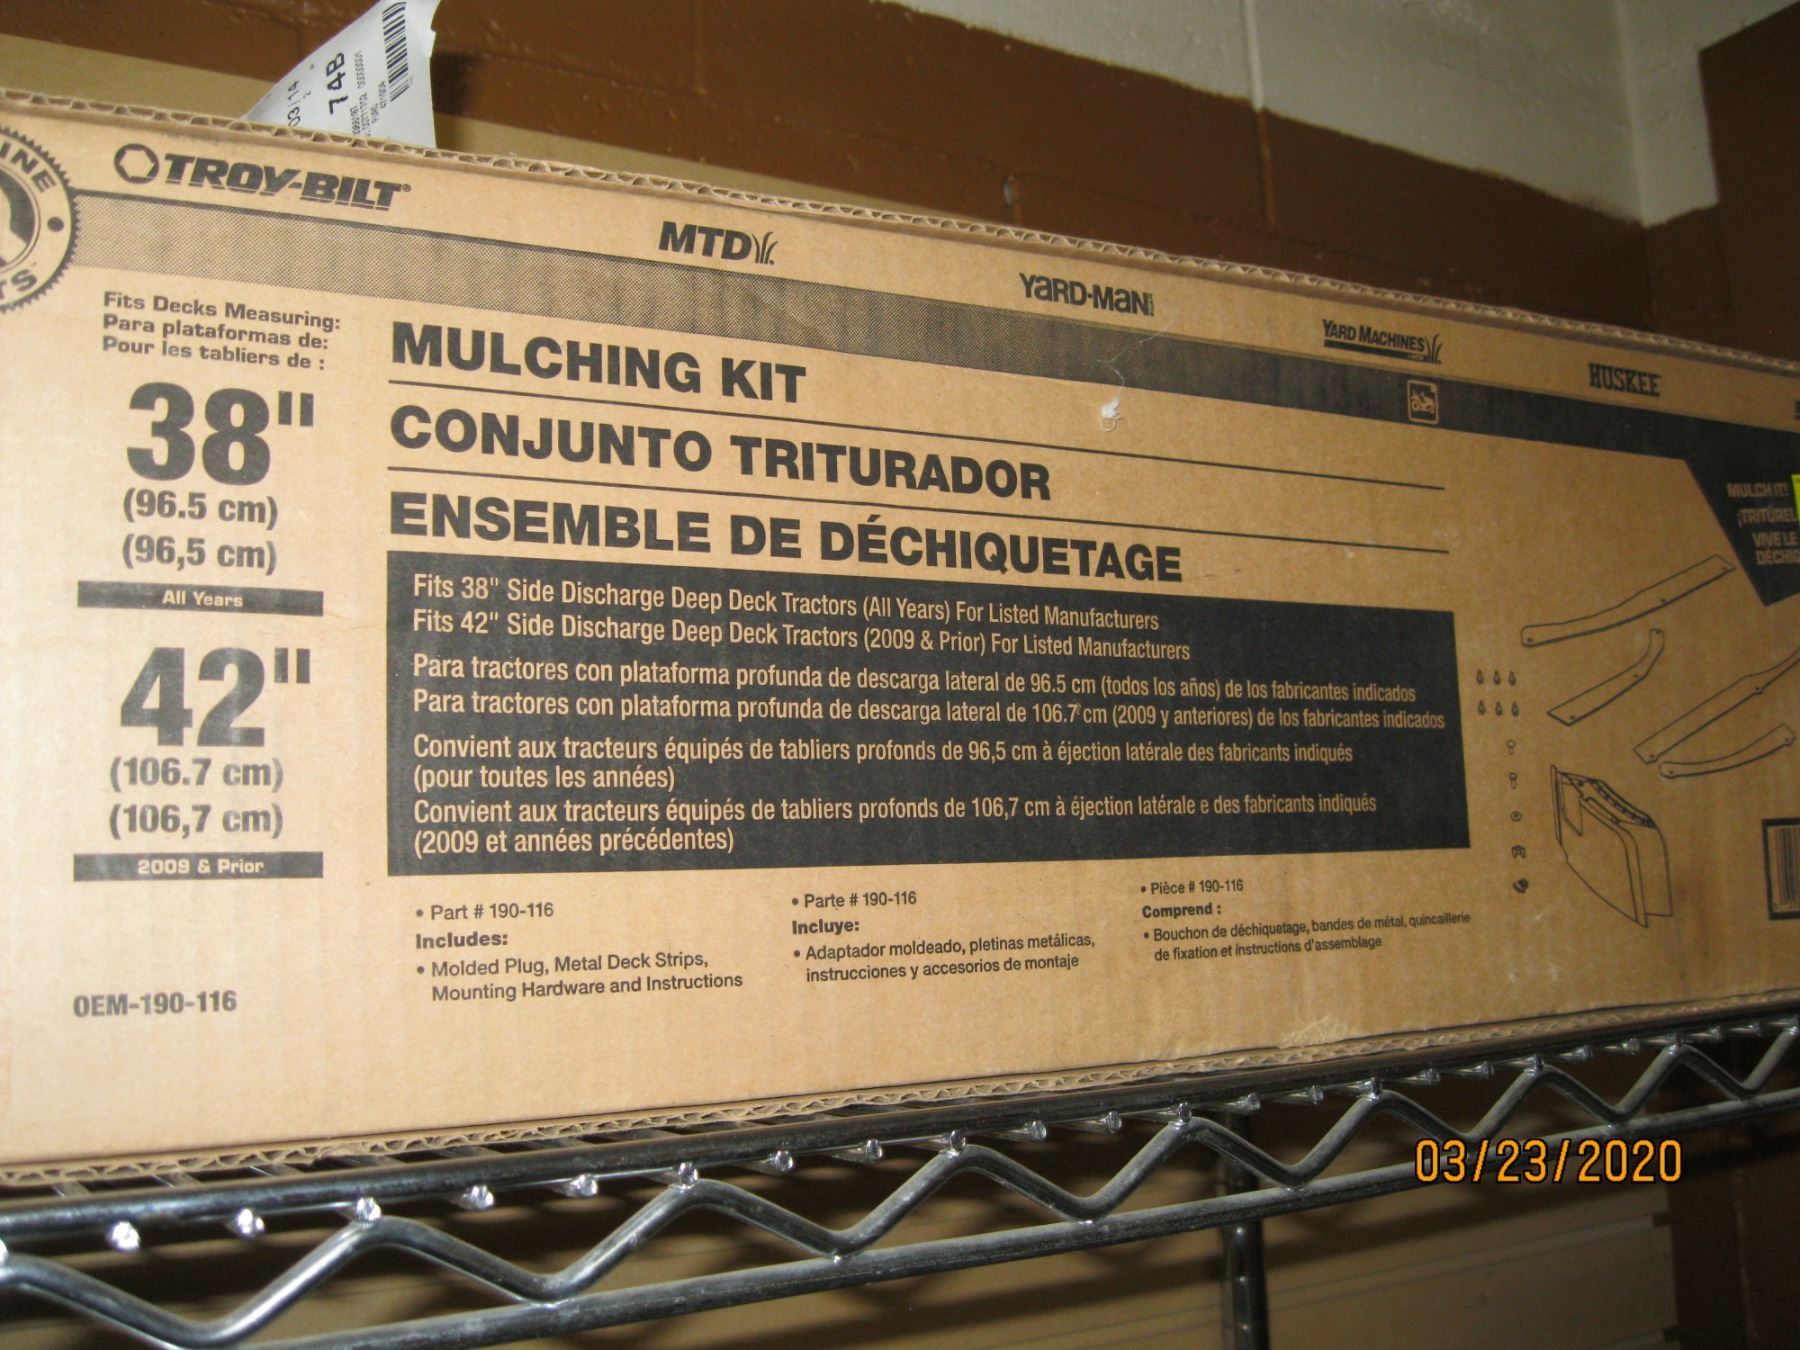 03/14
2
74B
INE
TS
TROY-BILT®
MTD
YARD-MAN
YARD MACHINES
HUSKEE
Fits Decks Measuring:
Para plataformas de:
Pour les tabliers de :
38"
(96.5 cm)
(96,5 cm)
All Years
42"
(106.7 cm)
(106,7 cm)
2009 & Prior
OEM-190-116
MULCHING KIT
CONJUNTO TRITURADOR
ENSEMBLE DE DÉCHIQUETAGE
Fits 38" Side Discharge Deep Deck Tractors (All Years) For Listed Manufacturers
Fits 42" Side Discharge Deep Deck Tractors (2009 & Prior) For Listed Manufacturers
Para tractores con plataforma profunda de descarga lateral de 96.5 cm (todos los años) de los fabricantes indicados
Para tractores con plataforma profunda de descarga lateral de 106.7 cm (2009 y anteriores) de los fabricantes indicados
Convient aux tracteurs équipés de tabliers profonds de 96,5 cm à éjection latérale des fabricants indiqués
(pour toutes les années)
Convient aux tracteurs équipés de tabliers profonds de 106,7 cm à éjection latérale e des fabricants indiqués
(2009 et années précédentes)
• Part # 190-116
Includes:
• Molded Plug, Metal Deck Strips,
Mounting Hardware and Instructions
• Parte # 190-116
Incluye:
• Adaptador moldeado, pletinas metálicas,
instrucciones y accesorios de montaje
• Pièce # 190-116
Comprend :
• Bouchon de déchiquetage, bandes de métal, quincaillerie
de fixation et instructions d'assemblage
MULCH IT!
¡TRITUREL
VIVE LE
DÉCHIQ
03/23/2020